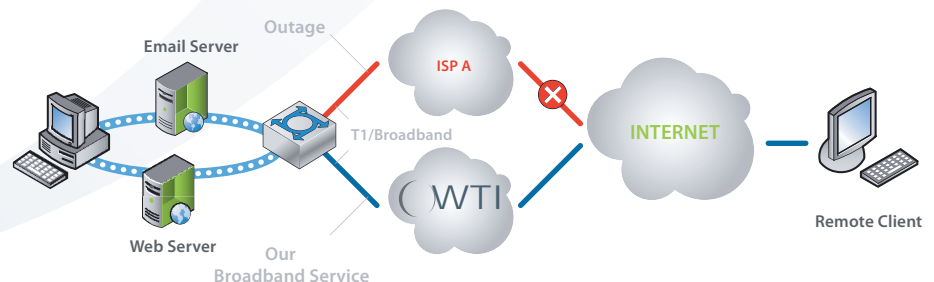 Outage
Email Server
ISP A
T1/Broadband
INTERNET
WTI
Remote Client
Web Server
Our
Broadband Service